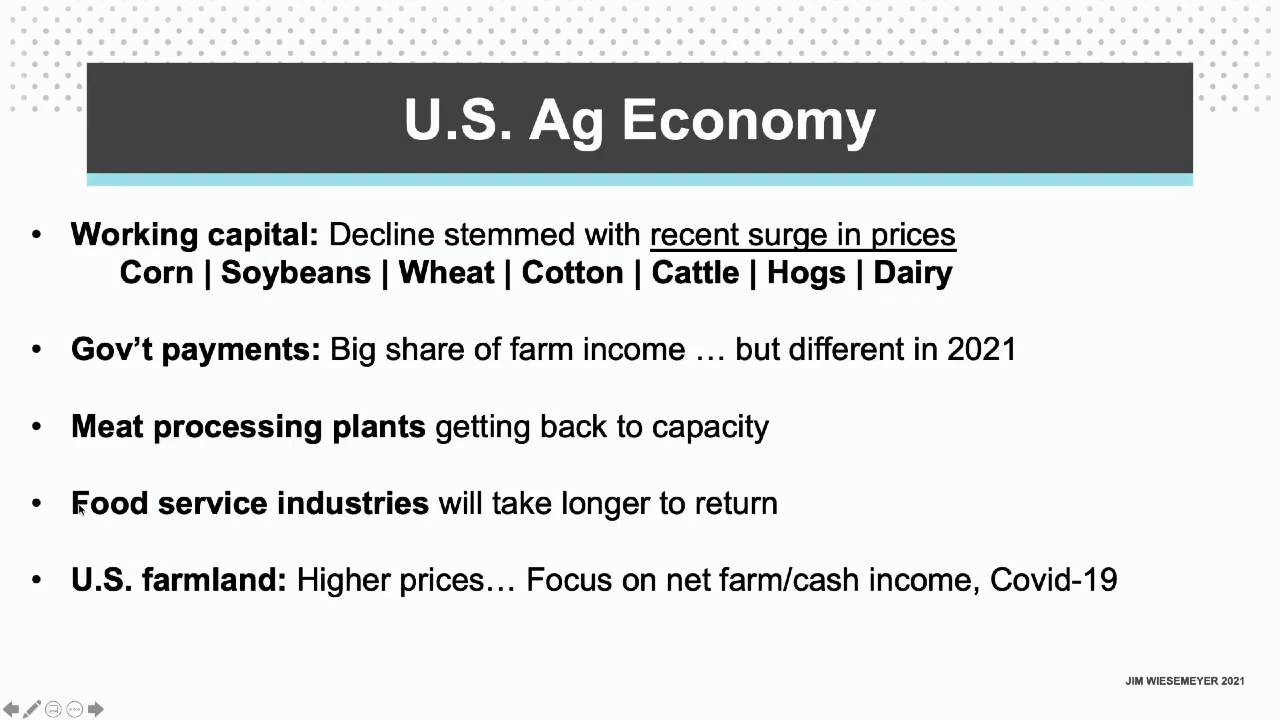 U.S. Ag Economy
• Working capital: Decline stemmed with recent surge in prices
Corn | Soybeans | Wheat | Cotton | Cattle | Hogs | Dairy
• Gov’t payments: Big share of farm income … but different in 2021
• Meat processing plants getting back to capacity
• Food service industries will take longer to return
• U.S. farmland: Higher prices… Focus on net farm/cash income, Covid-19
JIM WIESEMEYER 2021